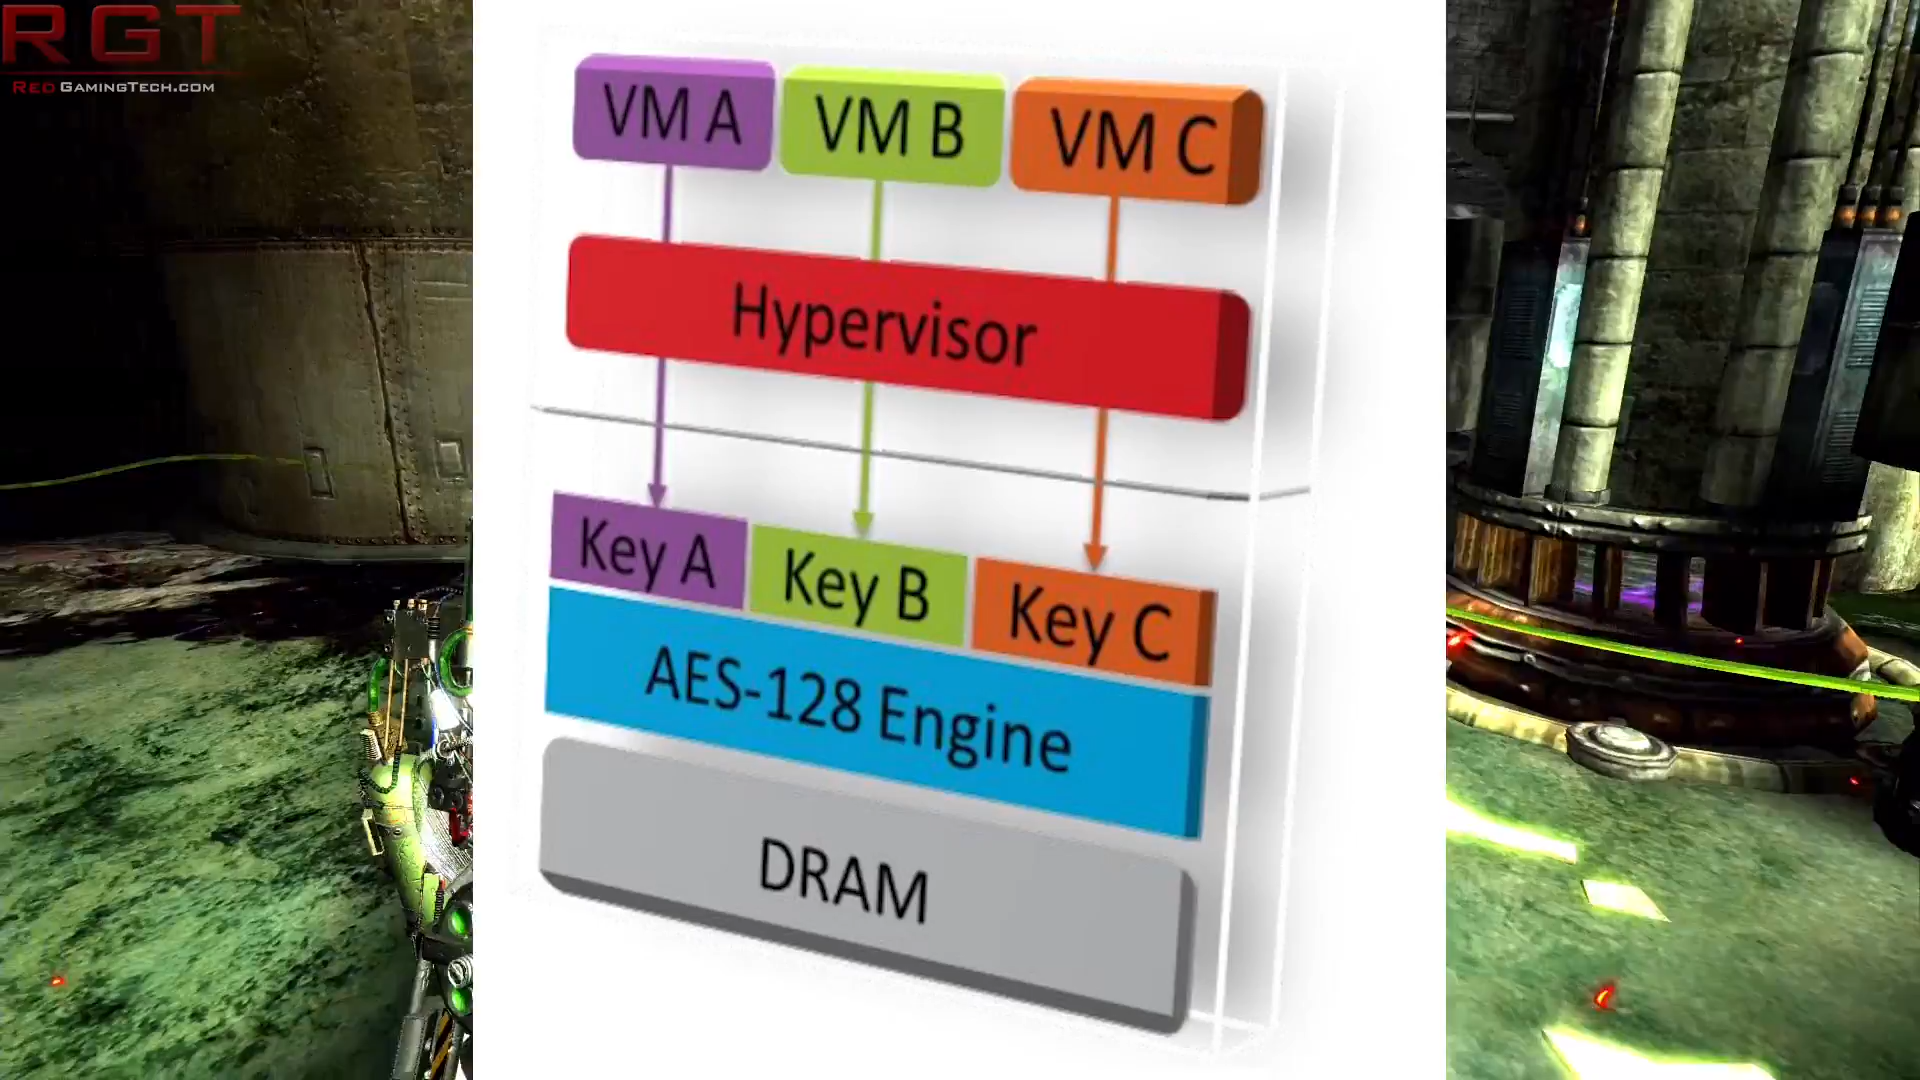 RGT
REDGAMINGTECH.COM
VM A
VM B
VM C
Hypervisor
Key A
Key B
Key C
AES-128 Engine
DRAM